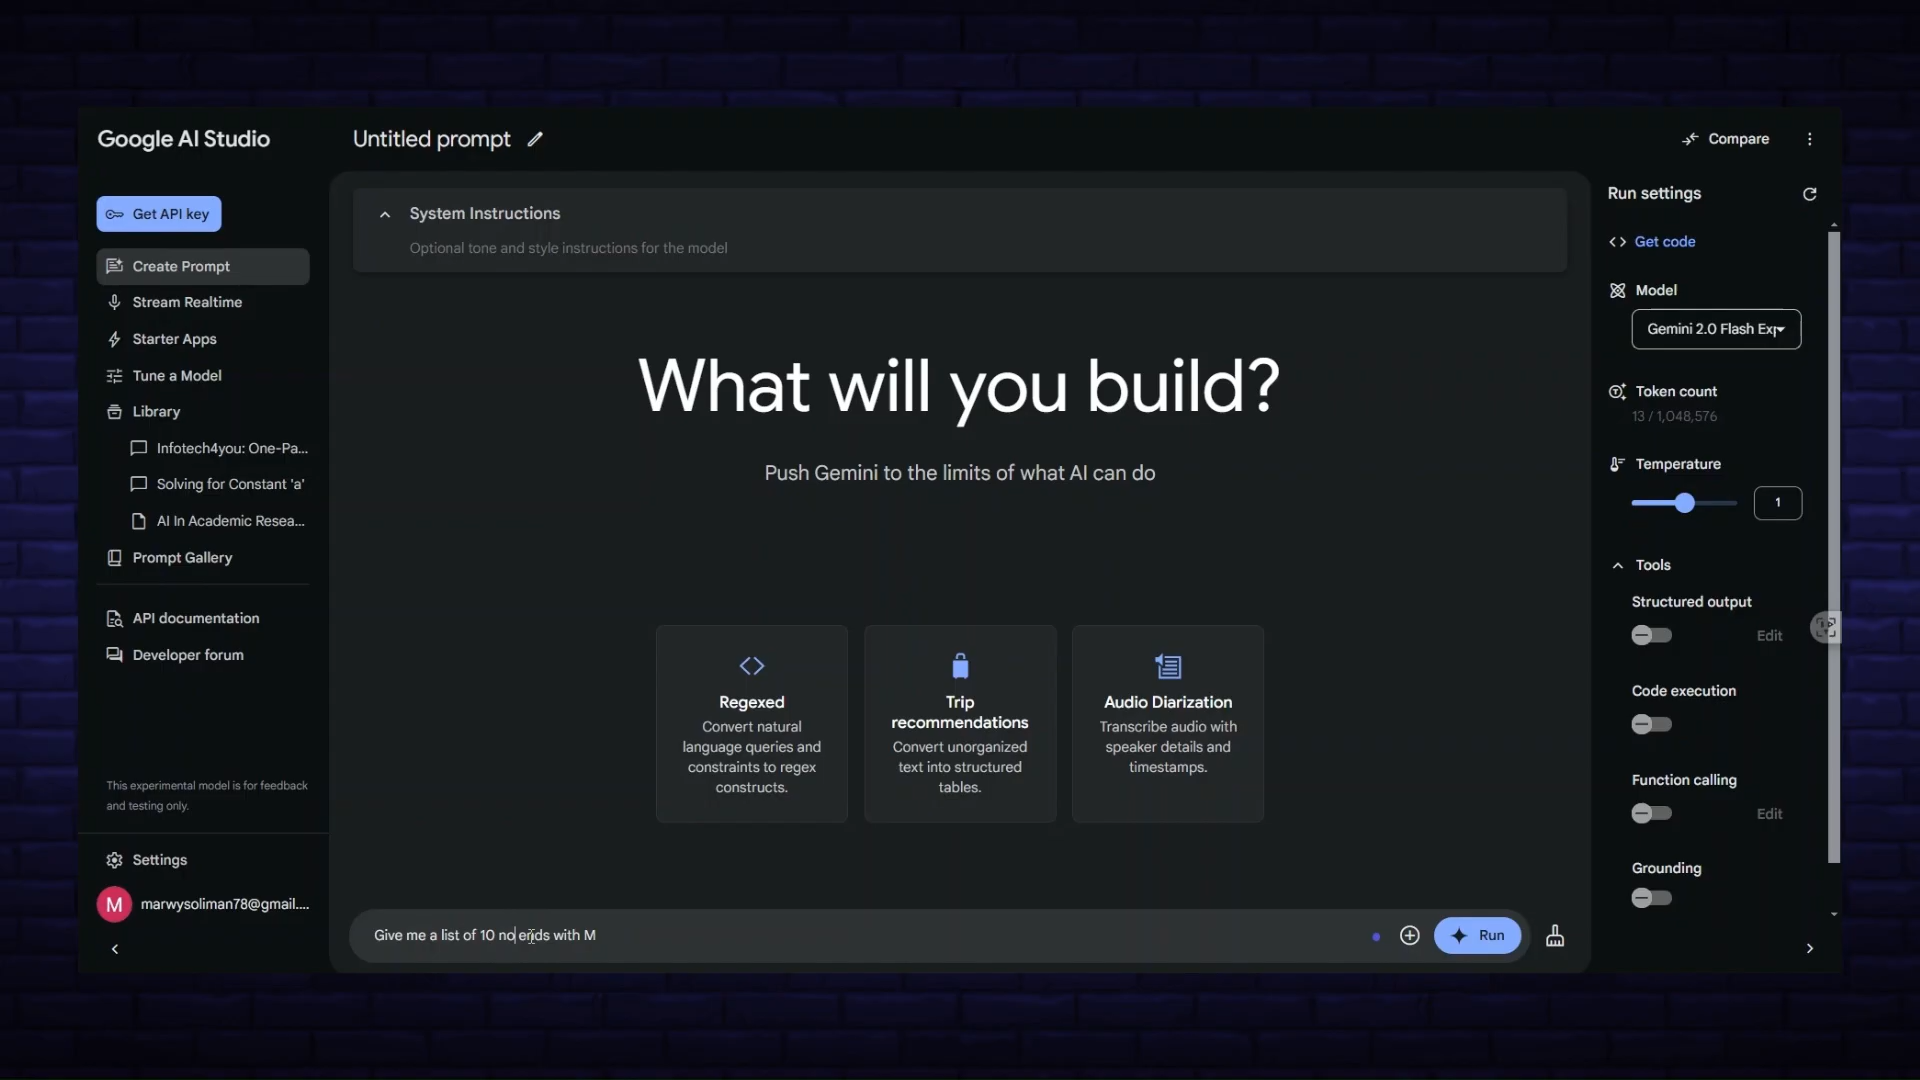 Google AI Studio
Untitled prompt
Compare
Get API key
Create Prompt
Stream Realtime
Starter Apps
Tune a Model
Library
Infotech4you: One-Pa...
Solving for Constant 'a'
AI In Academic Resea...
Prompt Gallery
API documentation
Developer forum
This experimental model is for feedback
and testing only.
Settings
M
marwysoliman78@gmail....
System Instructions
Optional tone and style instructions for the model
What will you build?
Push Gemini to the limits of what AI can do
Regexed
Convert natural
language queries and
constraints to regex
constructs.
Trip
recommendations
Convert unorganized
text into structured
tables.
Audio Diarization
Transcribe audio with
speaker details and
timestamps.
Give me a list of 10 no ends with M
Run
Run settings
Get code
Model
Gemini 2.0 Flash Exp
Token count
13 / 1,048,576
Temperature
1
Tools
Structured output
Edit
Code execution
Function calling
Edit
Grounding